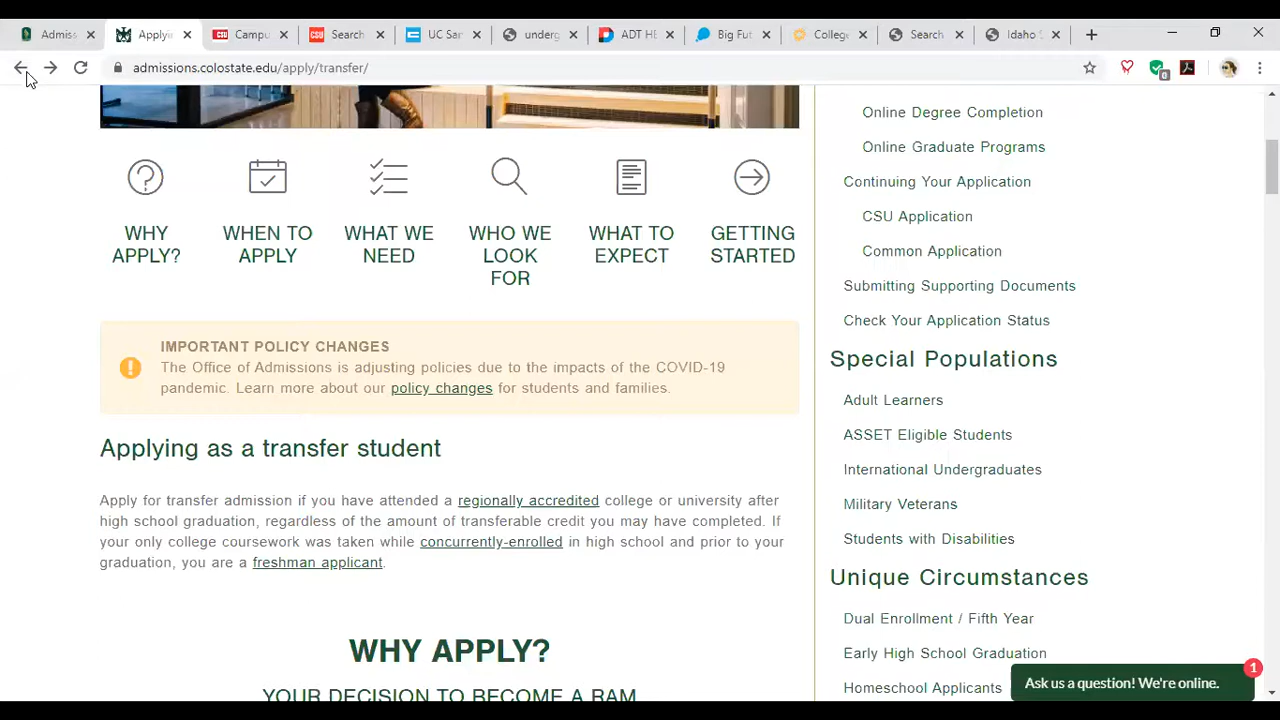 Admiss
Applyin
Campu
Search
UC San
underg
ADT HE
Big Futu
College
Search
Idaho S
admissions.colostate.edu/apply/transfer/
WHY APPLY?
WHEN TO APPLY
WHAT WE NEED
WHO WE LOOK FOR
WHAT TO EXPECT
GETTING STARTED
IMPORTANT POLICY CHANGES
The Office of Admissions is adjusting policies due to the impacts of the COVID-19
pandemic. Learn more about our policy changes for students and families.
Applying as a transfer student
Apply for transfer admission if you have attended a regionally accredited college or university after
high school graduation, regardless of the amount of transferable credit you may have completed. If
your only college coursework was taken while concurrently-enrolled in high school and prior to your
graduation, you are a freshman applicant.
WHY APPLY?
YOUR DECISION TO BECOME A RAM
Online Degree Completion
Online Graduate Programs
Continuing Your Application
CSU Application
Common Application
Submitting Supporting Documents
Check Your Application Status
Special Populations
Adult Learners
ASSET Eligible Students
International Undergraduates
Military Veterans
Students with Disabilities
Unique Circumstances
Dual Enrollment / Fifth Year
Early High School Graduation
Homeschool Applicants
Ask us a question! We're online.
1